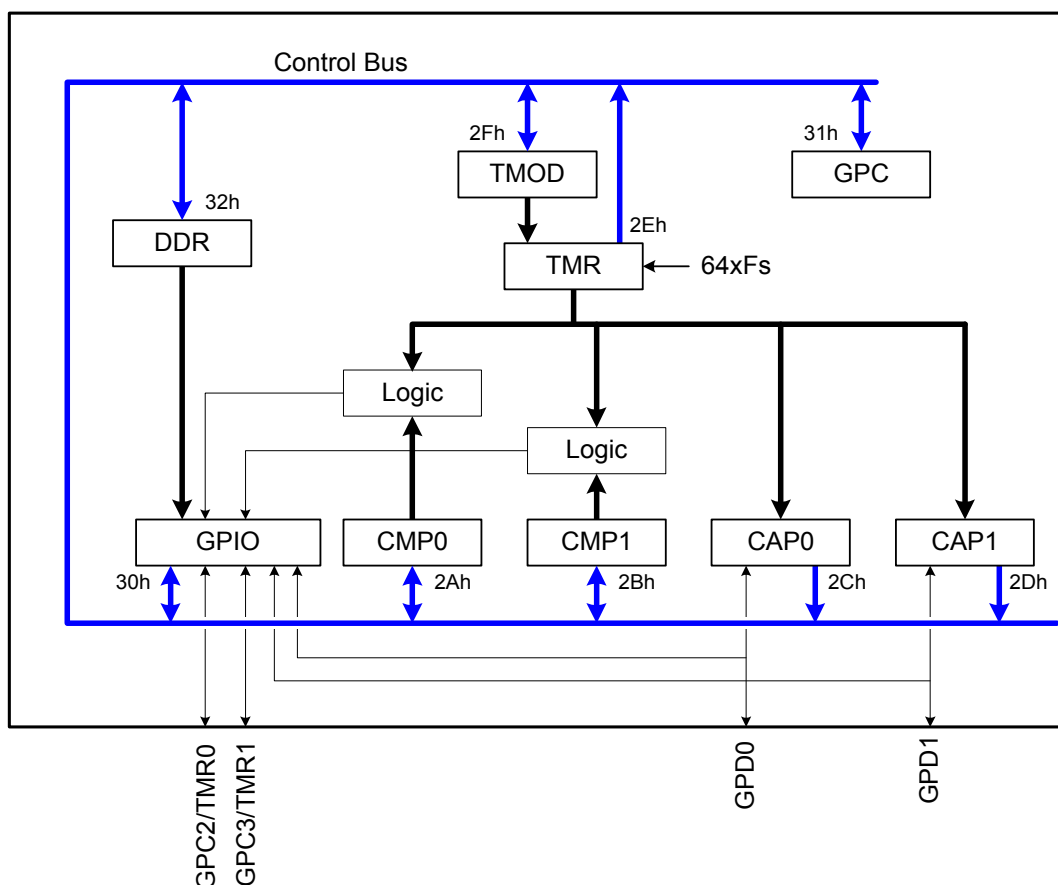 Control Bus
2Fh
31h
TMOD
GPC
32h
2Eh
DDR
TMR
64xFs
Logic
Logic
GPIO
CMP0
CMP1
CAP0
CAP1
30h
2Ah
2Bh
2Ch
2Dh
GPC2/TMR0
GPC3/TMR1
GPD0
GPD1